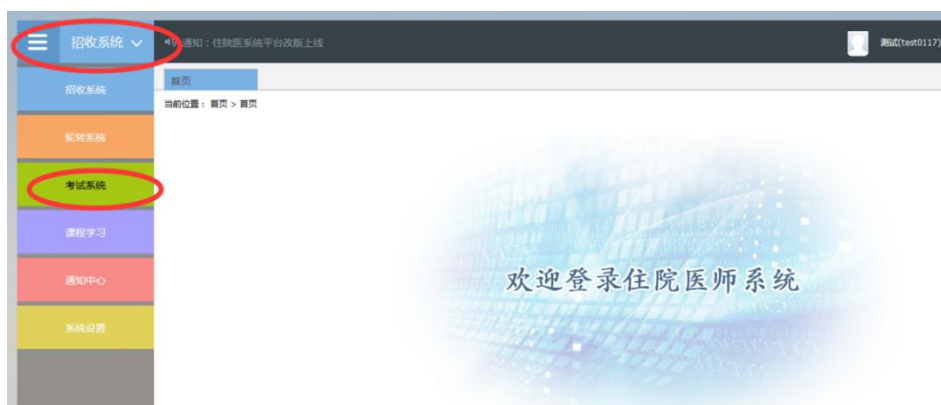 招收系统
通知：住院医系统平台改版上线
测试(test0117)
招收系统
首页
当前位置： 首页 > 首页
轮转系统
考试系统
课程学习
通知中心
系统设置
欢迎登录住院医师系统